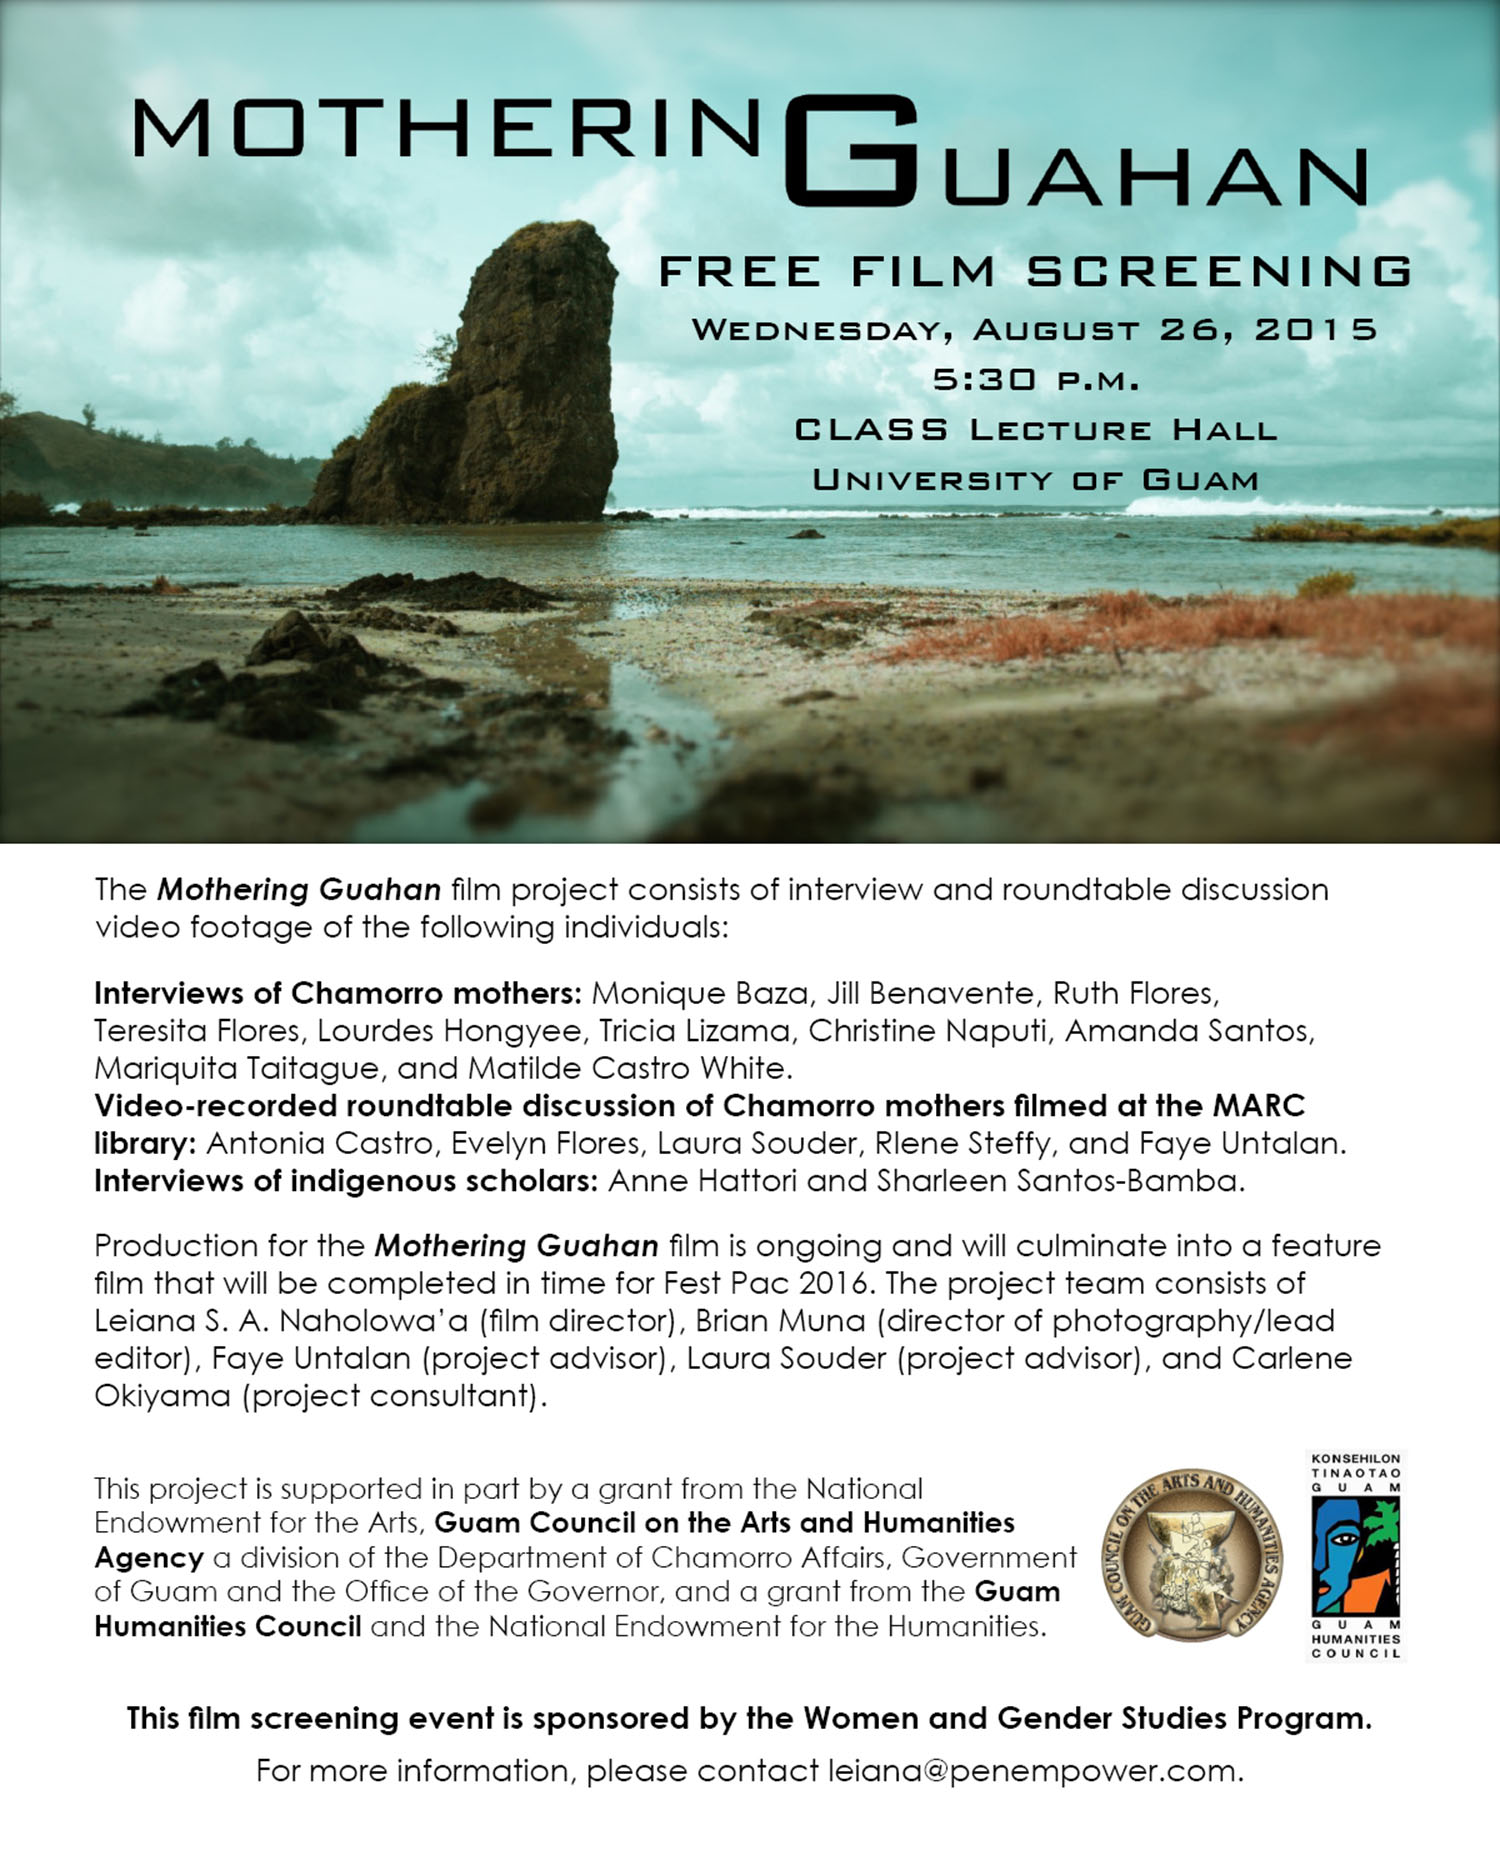 MOTHERINGUAHAN
FREE FILM SCREENING
WEDNESDAY, AUGUST 26, 2015
5:30 P.M.
CLASS LECTURE HALL
UNIVERSITY OF GUAM
The Mothering Guahan film project consists of interview and roundtable discussion
video footage of the following individuals:
Interviews of Chamorro mothers: Monique Baza, Jill Benavente, Ruth Flores,
Teresita Flores, Lourdes Hongyee, Tricia Lizama, Christine Naputi, Amanda Santos,
Mariquita Taitague, and Matilde Castro White.
Video-recorded roundtable discussion of Chamorro mothers filmed at the MARC
library: Antonia Castro, Evelyn Flores, Laura Souder, Rlene Steffy, and Faye Untalan.
Interviews of indigenous scholars: Anne Hattori and Sharleen Santos-Bamba.
Production for the Mothering Guahan film is ongoing and will culminate into a feature
film that will be completed in time for Fest Pac 2016. The project team consists of
Leiana S. A. Naholowa'a (film director), Brian Muna (director of photography/lead
editor), Faye Untalan (project advisor), Laura Souder (project advisor), and Carlene
Okiyama (project consultant).
This project is supported in part by a grant from the National
Endowment for the Arts, Guam Council on the Arts and Humanities
Agency a division of the Department of Chamorro Affairs, Government
of Guam and the Office of the Governor, and a grant from the Guam
Humanities Council and the National Endowment for the Humanities.
GUAM COUNCIL ON THE ARTS AND HUMANITIES AGENCY
KONSEHILON
TINAOTAO
GUAM
GUAM
HUMANITIES
COUNCIL
This film screening event is sponsored by the Women and Gender Studies Program.
For more information, please contact leiana@penempower.com.